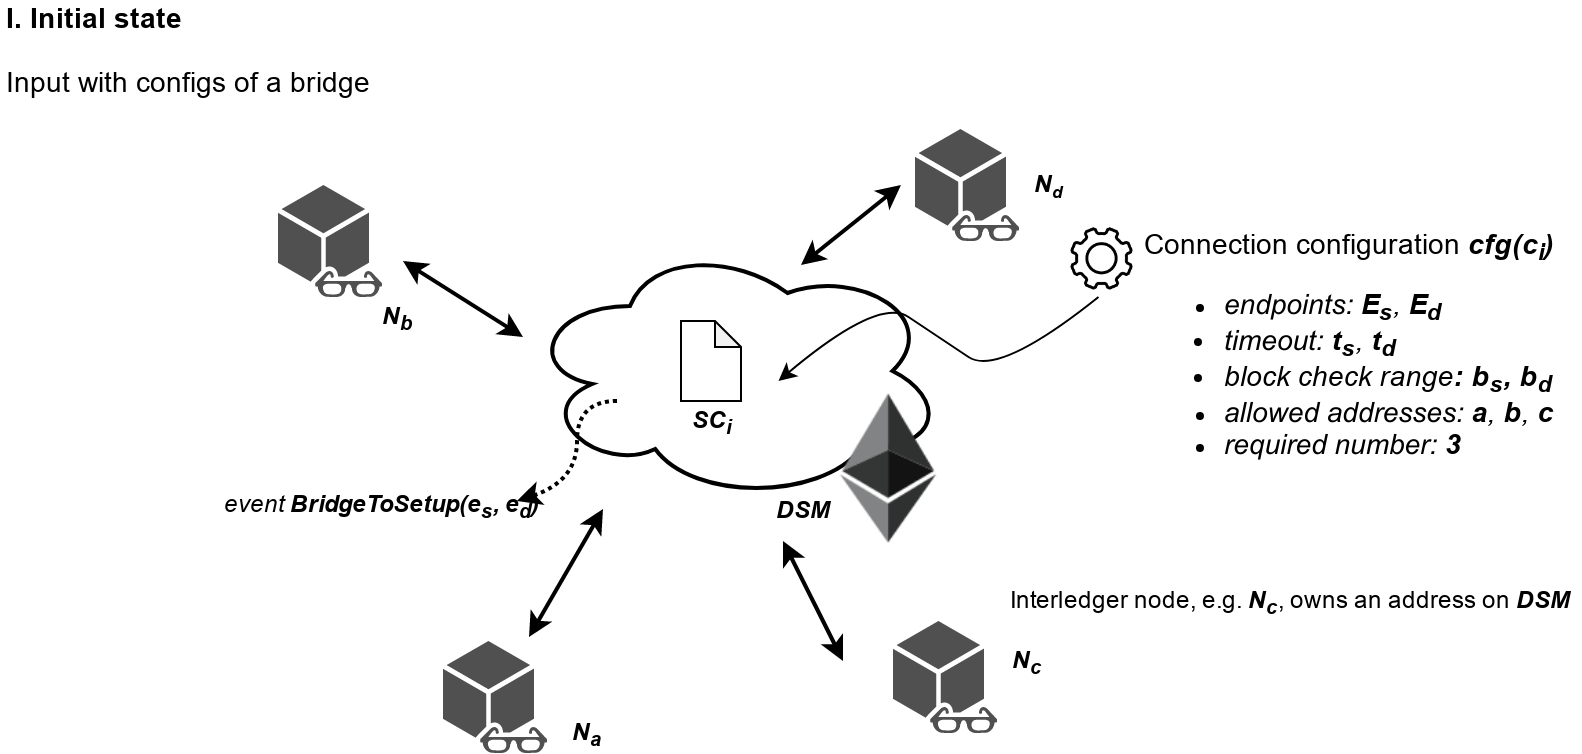 I. Initial state
Input with configs of a bridge
N_d
Connection configuration cfg(c_i)
N_b
• endpoints: E_s, E_d
• timeout: t_s, t_d
• block check range: b_s, b_d
• allowed addresses: a, b, c
• required number: 3
SC_i
event BridgeToSetup(e_s, e_d)
DSM
Interledger node, e.g. N_c, owns an address on DSM
N_c
N_a